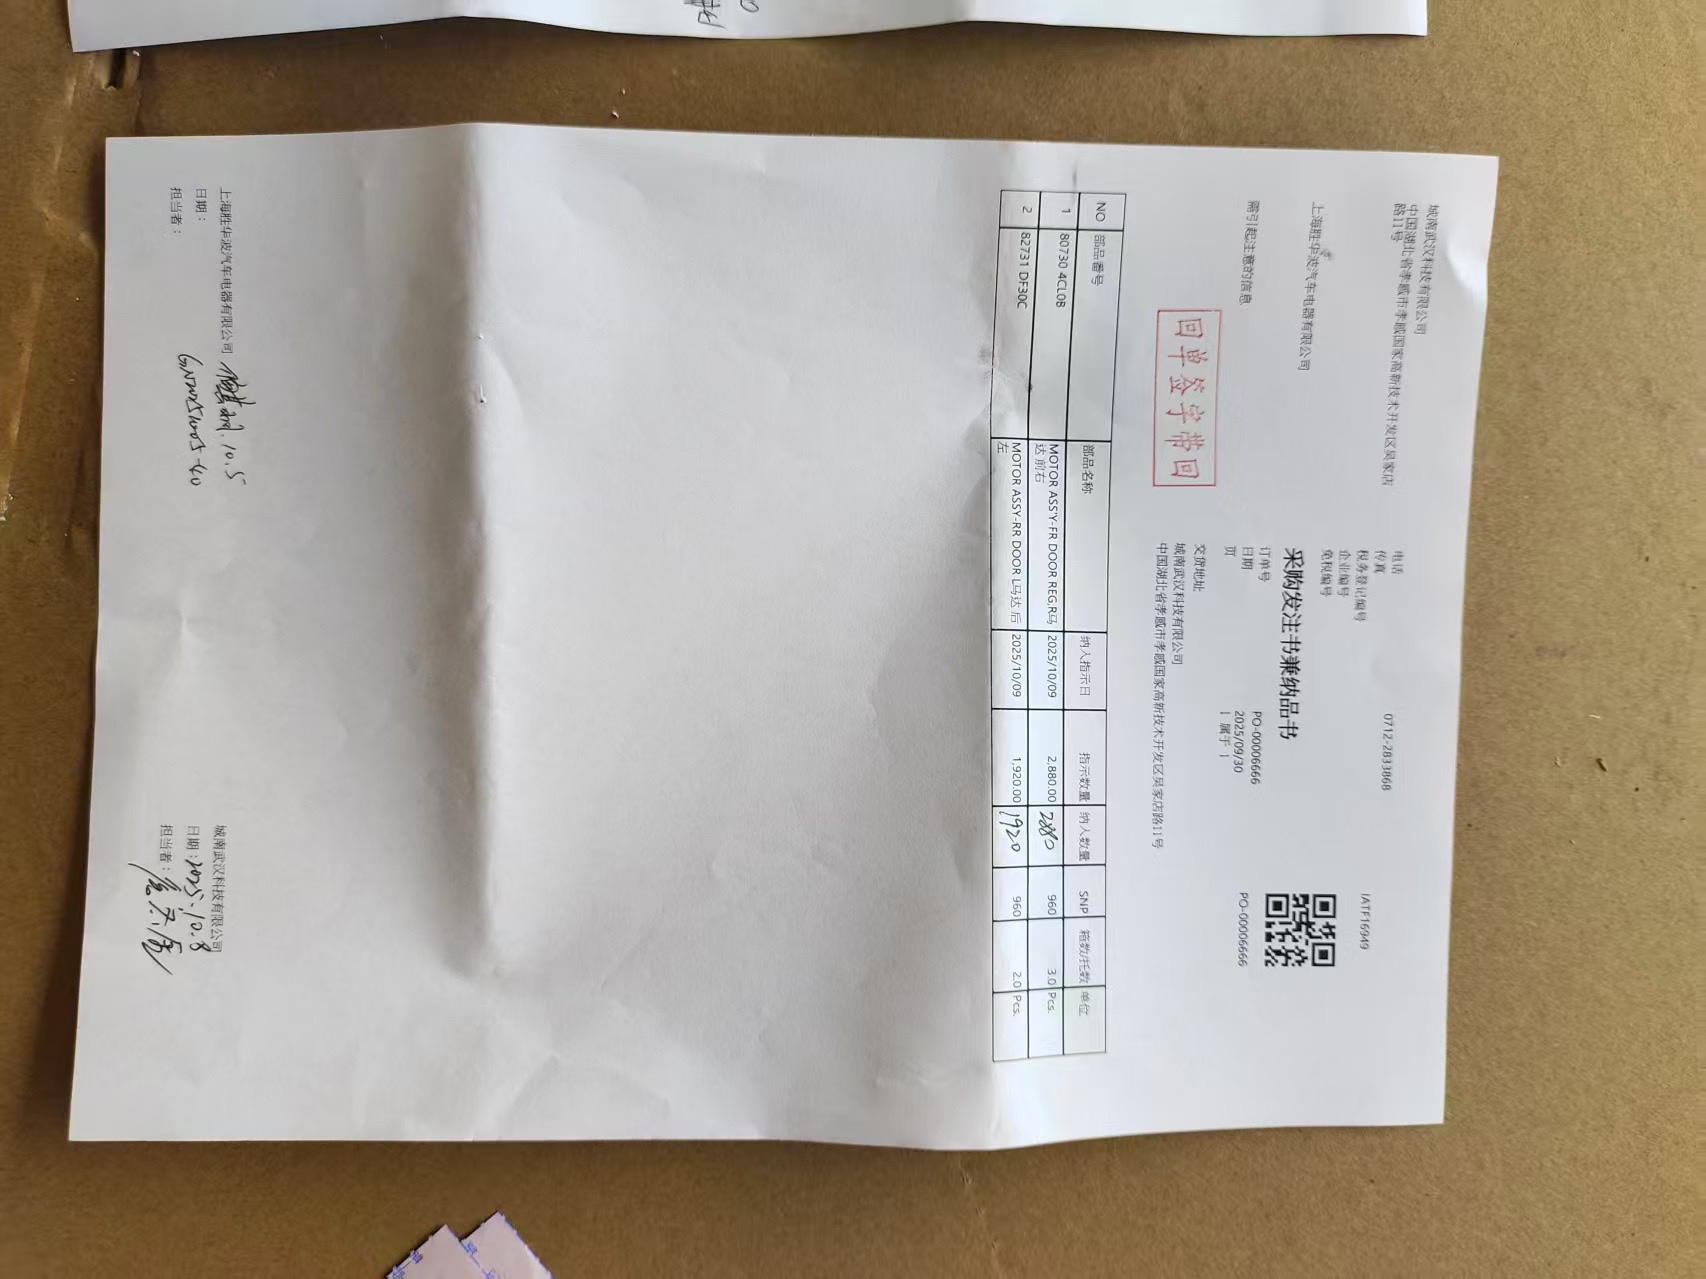 城南武汉科技有限公司
中国湖北省孝感市孝感国家高新技术开发区吴家店
路11号
电话 0712-2833868
传真
税务登记编号
企业编号
免税编号
IATF16949
上海胜华波汽车电器有限公司
采购发注书兼纳品书
需引起注意的信息
订单号 PO-00006666
日期 2025/09/30
页 1 属于 1
PO-00006666
回单签字带回
交货地址
城南武汉科技有限公司
中国湖北省孝感市孝感国家高新技术开发区吴家店路11号
NO 部品番号 部品名称 纳入指示日 指示数量 纳入数量 SNP 箱数/托数 单位
1 80730 4CL0B MOTOR ASS'Y-FR DOOR REG,R马 2025/10/09 2,880.00 2880 960 3.0 Pcs.
达 前右
2 82731 DF30C MOTOR ASSY-RR DOOR L马达 后 2025/10/09 1,920.00 1920 960 2.0 Pcs.
左
上海胜华波汽车电器有限公司 10.5
日期：
担当者：
城南武汉科技有限公司
日期：2025.10.8
担当者：